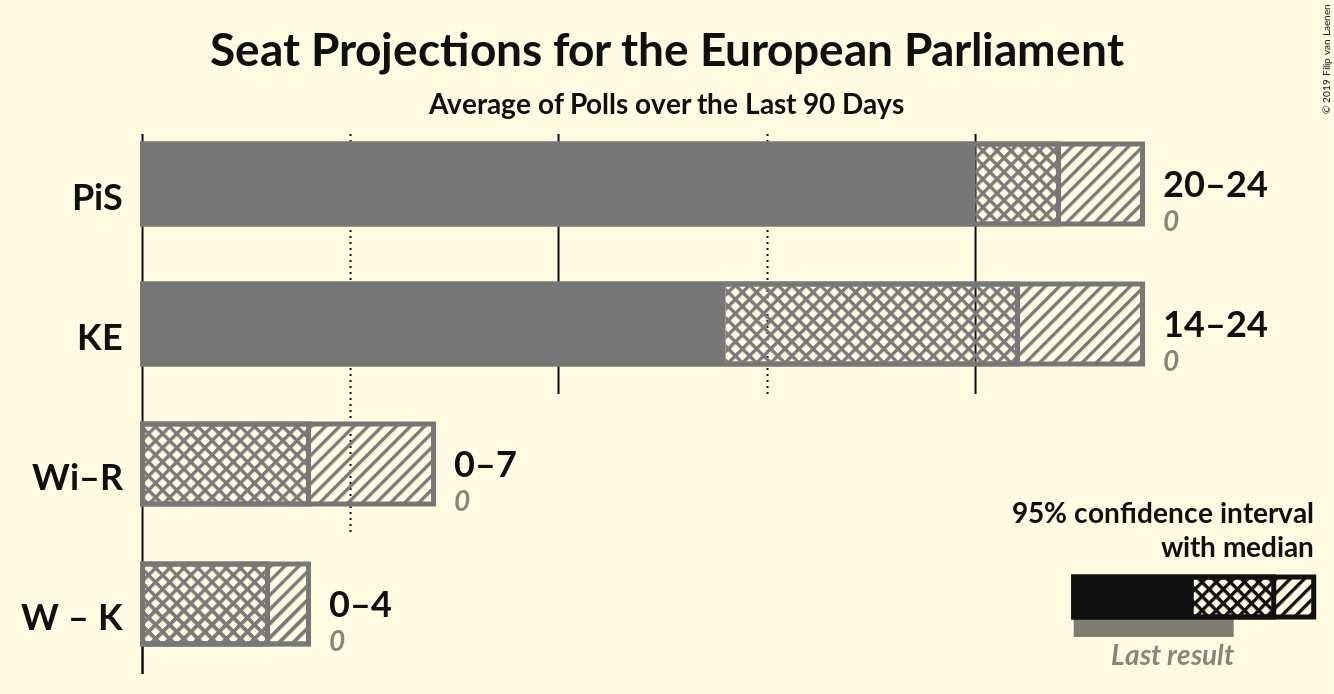 Seat Projections for the European Parliament
Average of Polls over the Last 90 Days
© 2019 Filip van Laenen
PiS
20–24
0
KE
14–24
0
Wi–R
0–7
0
W – K
0–4
0
95% confidence interval
with median
Last result